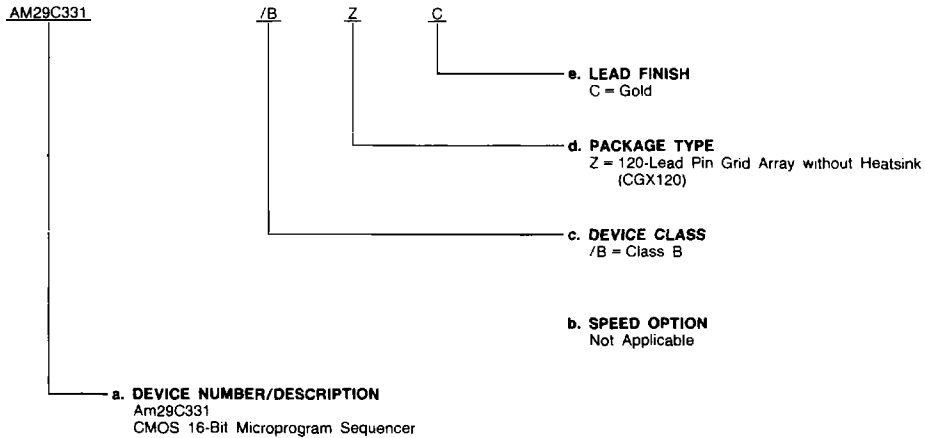 AM29C331 /B Z C
e. LEAD FINISH
C = Gold
d. PACKAGE TYPE
Z = 120-Lead Pin Grid Array without Heatsink
(CGX120)
c. DEVICE CLASS
/B = Class B
b. SPEED OPTION
Not Applicable
a. DEVICE NUMBER/DESCRIPTION
Am29C331
CMOS 16-Bit Microprogram Sequencer